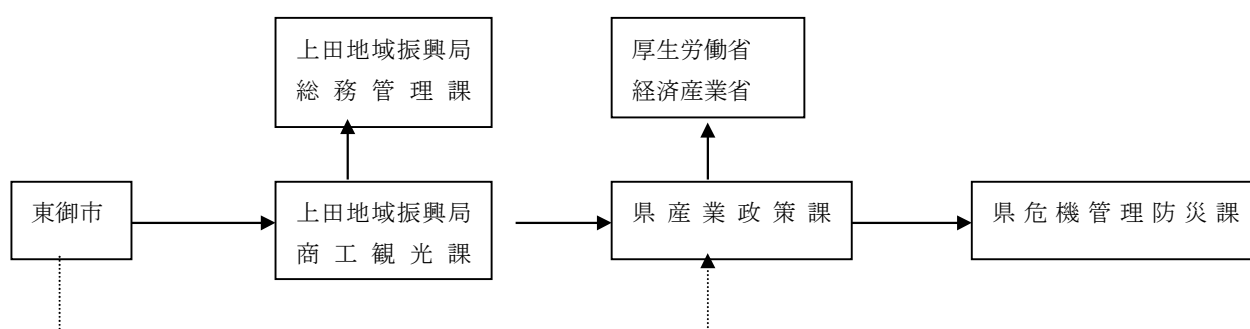 上田地域振興局
総務管理課
厚生労働省
経済産業省
東御市
上田地域振興局
商工観光課
県産業政策課
県危機管理防災課